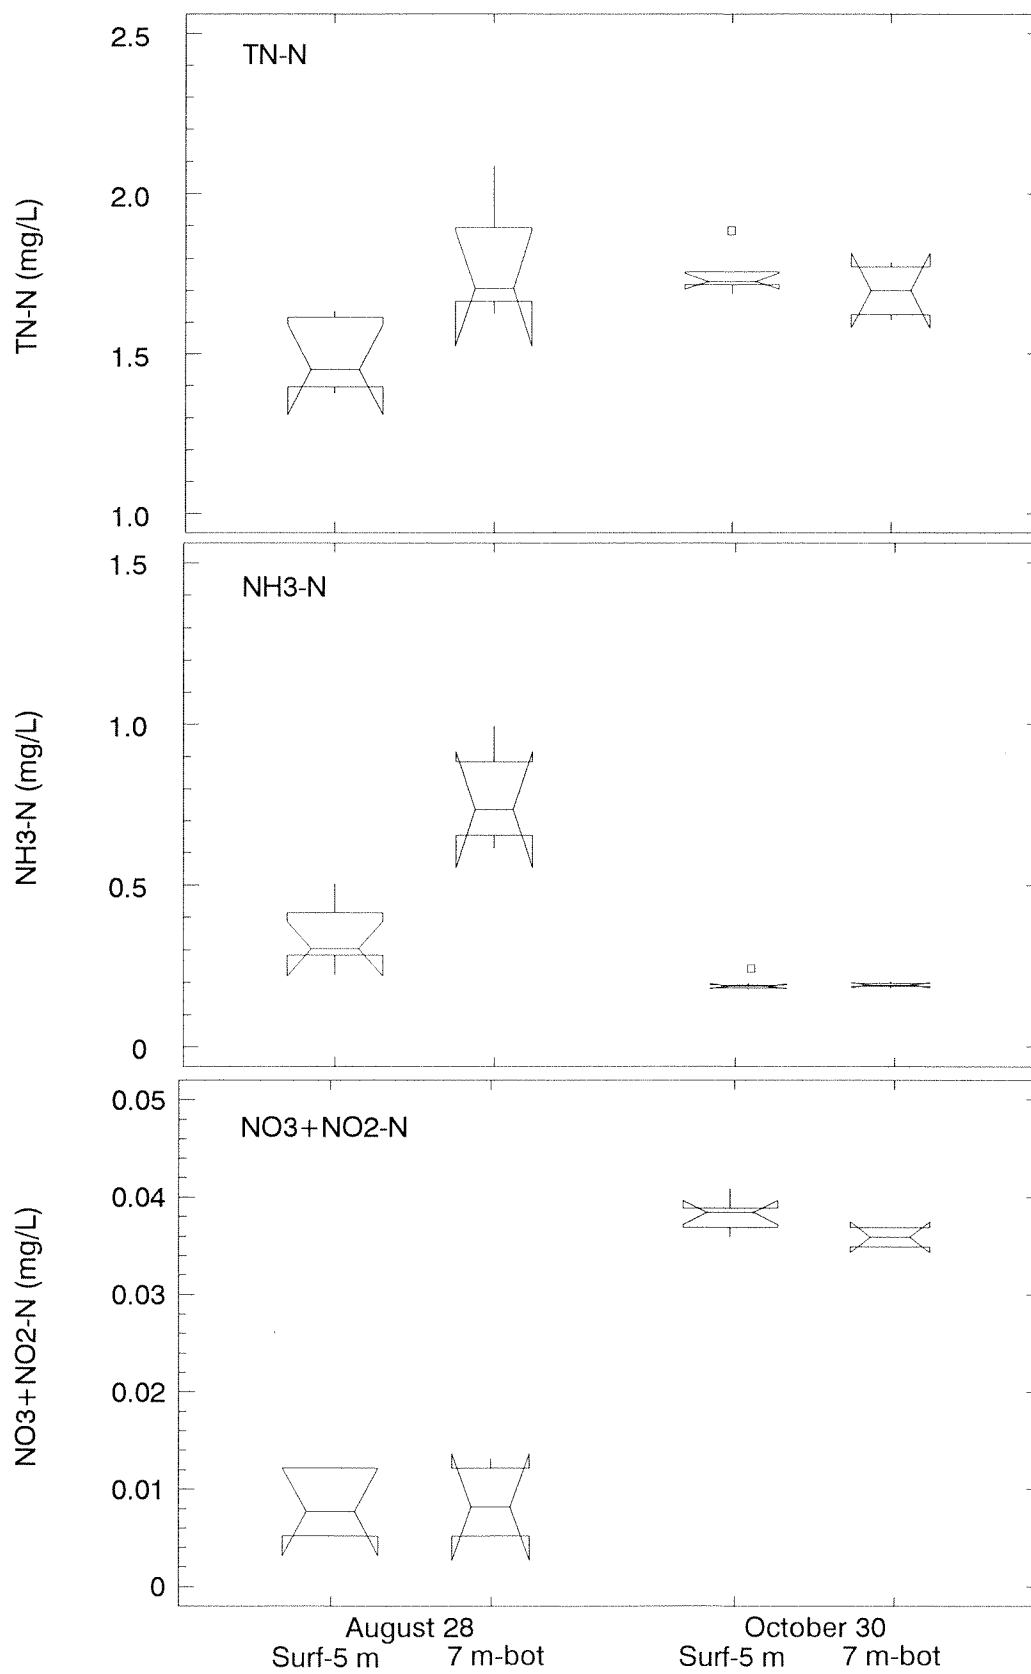 2.5
TN-N
2.0
TN-N (mg/L)
1.5
1.0
1.5
NH3-N
1.0
NH3-N (mg/L)
0.5
0
0.05
NO3+NO2-N
0.04
0.03
NO3+NO2-N (mg/L)
0.02
0.01
0
August 28 October 30
Surf-5 m 7 m-bot Surf-5 m 7 m-bot